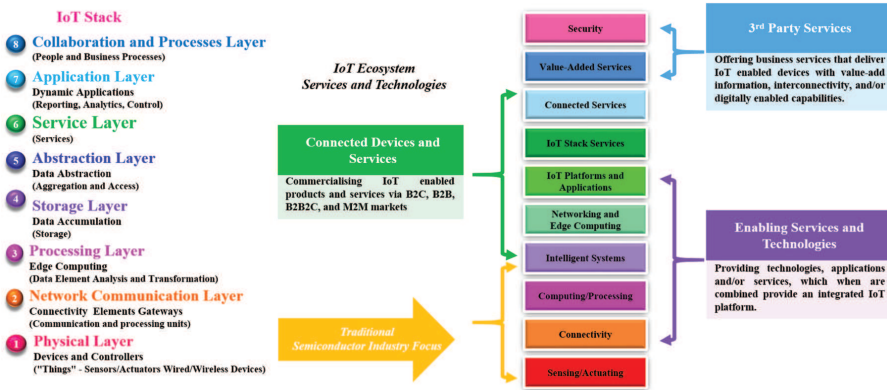 IoT Stack
8 Collaboration and Processes Layer
(People and Business Processes)
7 Application Layer
Dynamic Applications
(Reporting, Analytics, Control)
6 Service Layer
(Services)
5 Abstraction Layer
Data Abstraction
(Aggregation and Access)
4 Storage Layer
Data Accumulation
(Storage)
3 Processing Layer
Edge Computing
(Data Element Analysis and Transformation)
2 Network Communication Layer
Connectivity Elements Gateways
(Communication and processing units)
1 Physical Layer
Devices and Controllers
("Things" - Sensors/Actuators Wired/Wireless Devices)
IoT Ecosystem
Services and Technologies
Connected Devices and
Services
Commercialising IoT enabled
products and services via B2C, B2B,
B2B2C, and M2M markets
Traditional
Semiconductor Industry Focus
Security
Value-Added Services
Connected Services
IoT Stack Services
IoT Platforms and
Applications
Networking and
Edge Computing
Intelligent Systems
Computing/Processing
Connectivity
Sensing/Actuating
3rd Party Services
Offering business services that deliver
IoT enabled devices with value-add
information, interconnectivity, and/or
digitally enabled capabilities.
Enabling Services and
Technologies
Providing technologies, applications
and/or services, which when are
combined provide an integrated IoT
platform.